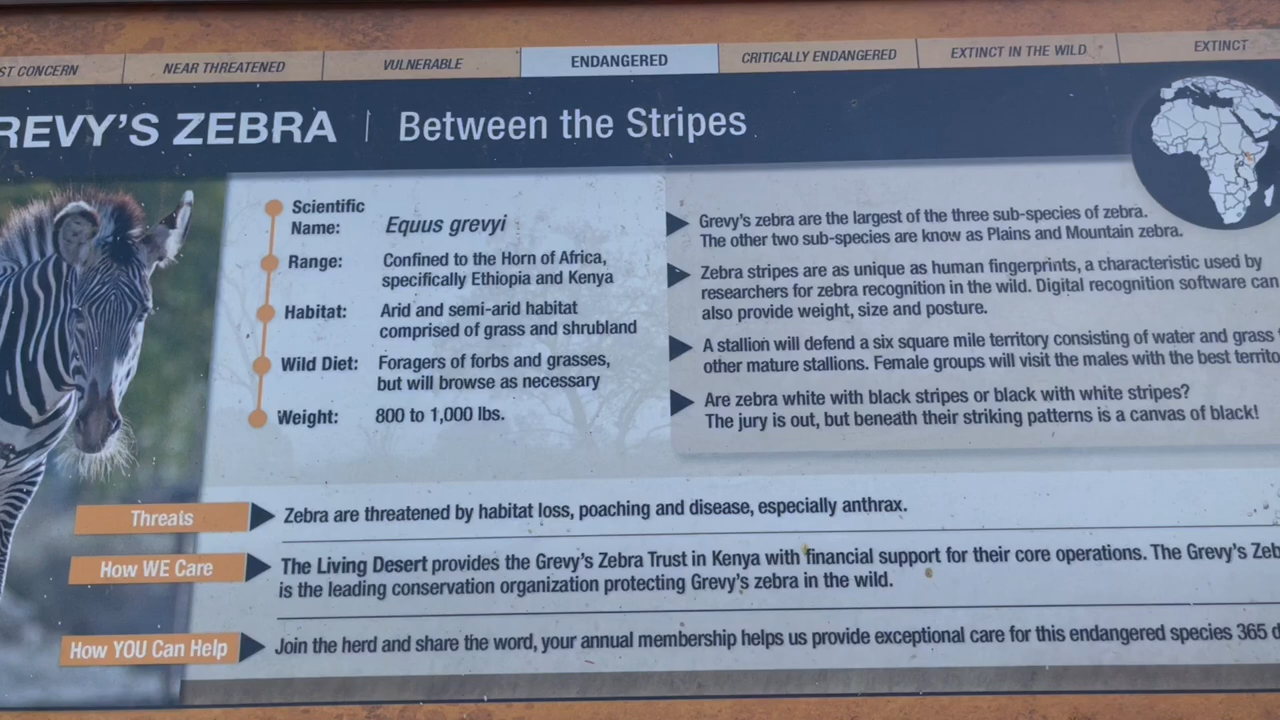 ST CONCERN
NEAR THREATENED
VULNERABLE
ENDANGERED
CRITICALLY ENDANGERED
EXTINCT IN THE WILD
EXTINCT
REVY'S ZEBRA | Between the Stripes
Scientific
Name: Equus grevyi
Range: Confined to the Horn of Africa,
specifically Ethiopia and Kenya
Habitat: Arid and semi-arid habitat
comprised of grass and shrubland
Wild Diet: Foragers of forbs and grasses,
but will browse as necessary
Weight: 800 to 1,000 lbs.
Grevy's zebra are the largest of the three sub-species of zebra.
The other two sub-species are know as Plains and Mountain zebra.
Zebra stripes are as unique as human fingerprints, a characteristic used by
researchers for zebra recognition in the wild. Digital recognition software can
also provide weight, size and posture.
A stallion will defend a six square mile territory consisting of water and grass
other mature stallions. Female groups will visit the males with the best territo
Are zebra white with black stripes or black with white stripes?
The jury is out, but beneath their striking patterns is a canvas of black!
Threats
Zebra are threatened by habitat loss, poaching and disease, especially anthrax.
How WE Care
The Living Desert provides the Grevy's Zebra Trust in Kenya with financial support for their core operations. The Grevy's Zeb
is the leading conservation organization protecting Grevy's zebra in the wild.
How YOU Can Help
Join the herd and share the word, your annual membership helps us provide exceptional care for this endangered species 365 d